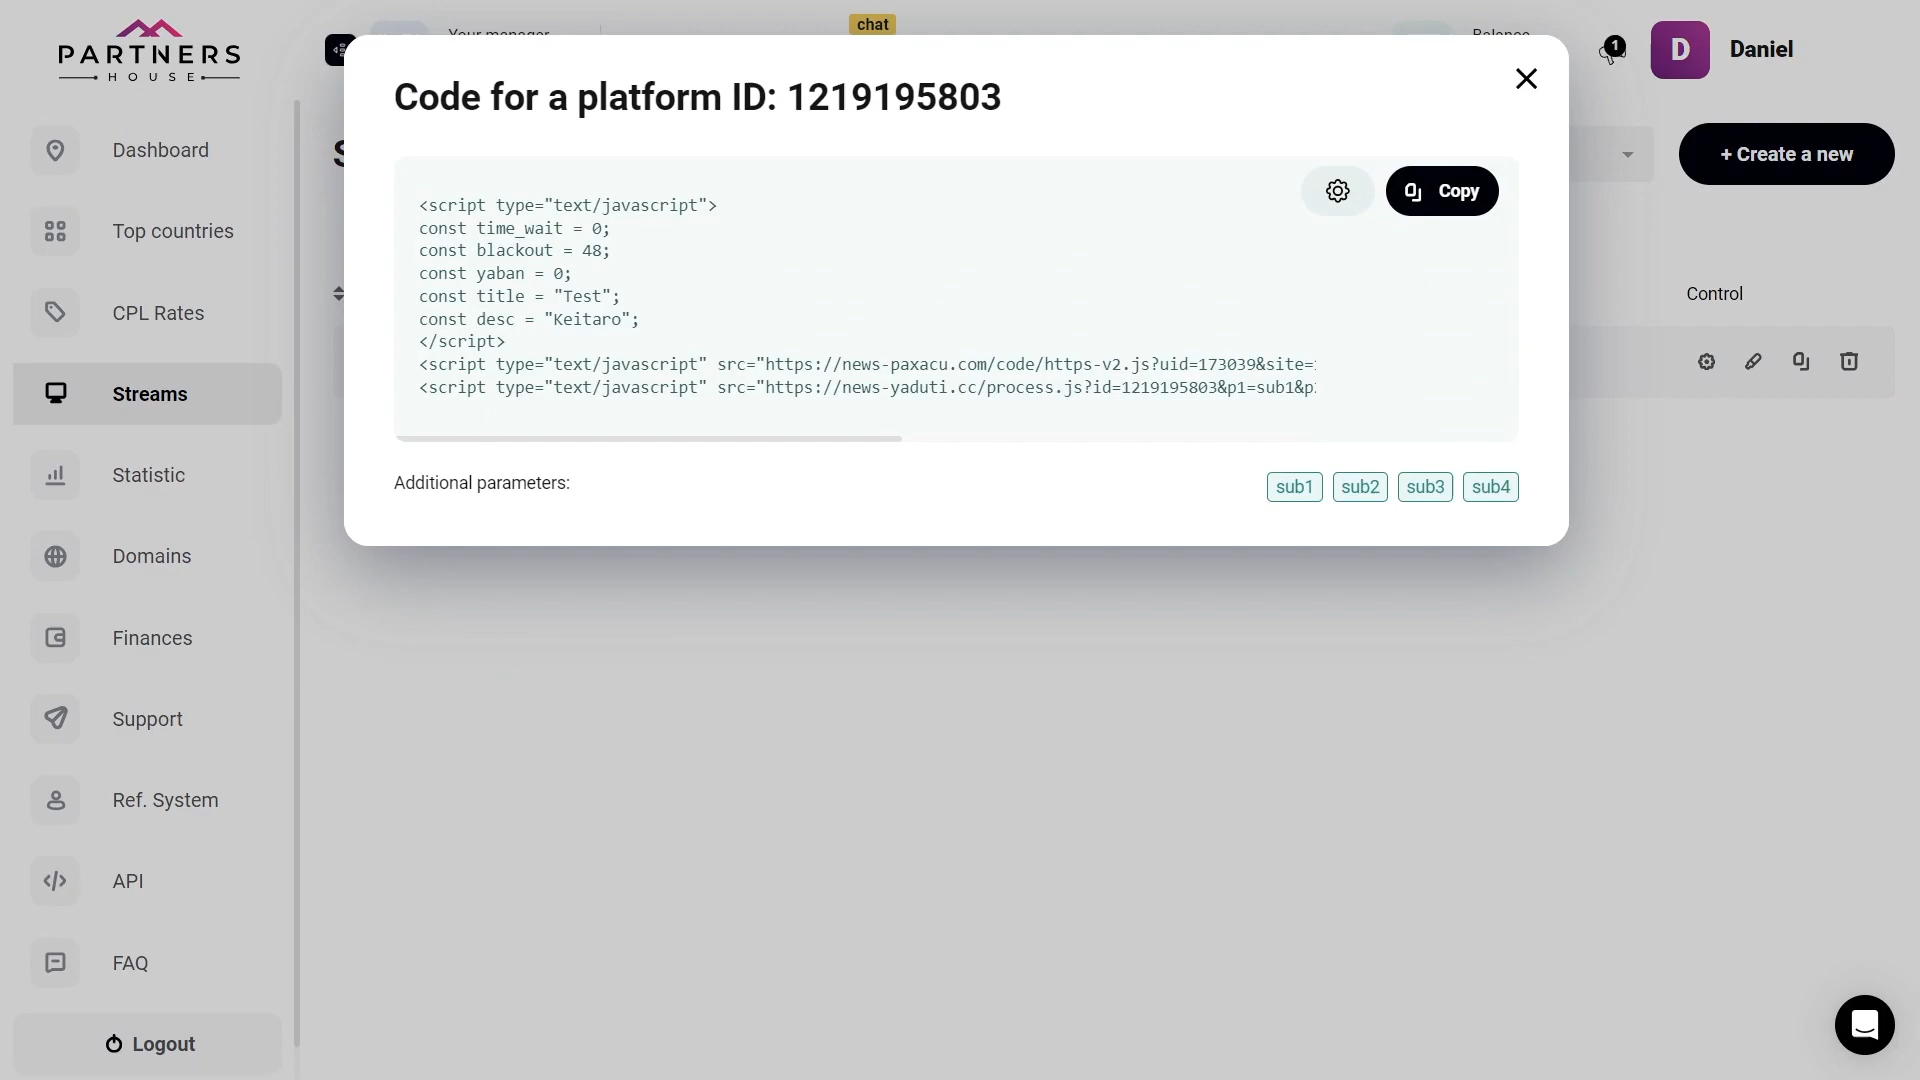 PARTNERS
HOUSE
chat
1
D
Daniel
Code for a platform ID: 1219195803
Dashboard
+ Create a new
Copy
<script type="text/javascript">
const time_wait = 0;
const blackout = 48;
const yaban = 0;
const title = "Test";
const desc = "Keitaro";
</script>
<script type="text/javascript" src="https://news-paxacu.com/code/https-v2.js?uid=173039&site=
<script type="text/javascript" src="https://news-yaduti.cc/process.js?id=1219195803&p1=sub1&p
Top countries
Control
CPL Rates
Streams
Statistic
Additional parameters:
sub1 sub2 sub3 sub4
Domains
Finances
Support
Ref. System
API
FAQ
Logout